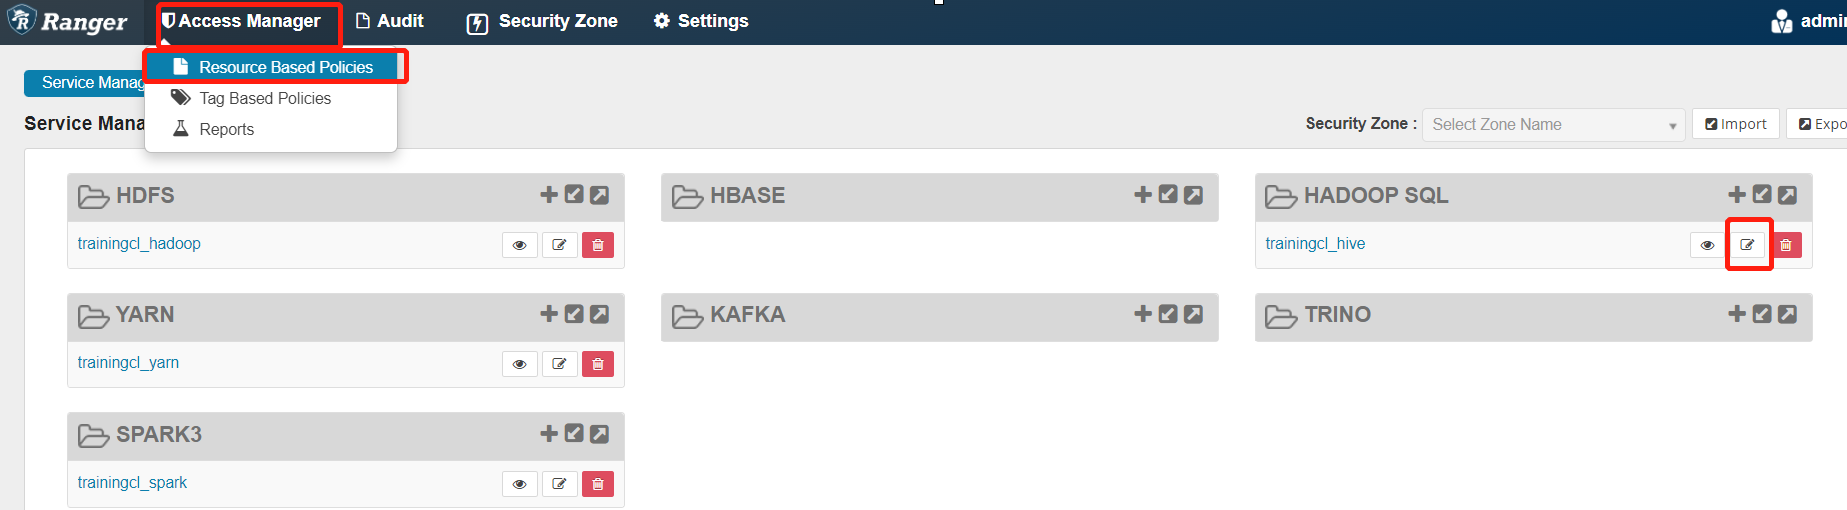 Ranger Access Manager Audit Security Zone Settings admin
Resource Based Policies
Tag Based Policies
Reports
Service Manag
Service Mana
Security Zone : Select Zone Name Import Expo
HDFS HBASE HADOOP SQL
trainingcl_hadoop trainingcl_hive
YARN KAFKA TRINO
trainingcl_yarn
SPARK3
trainingcl_spark